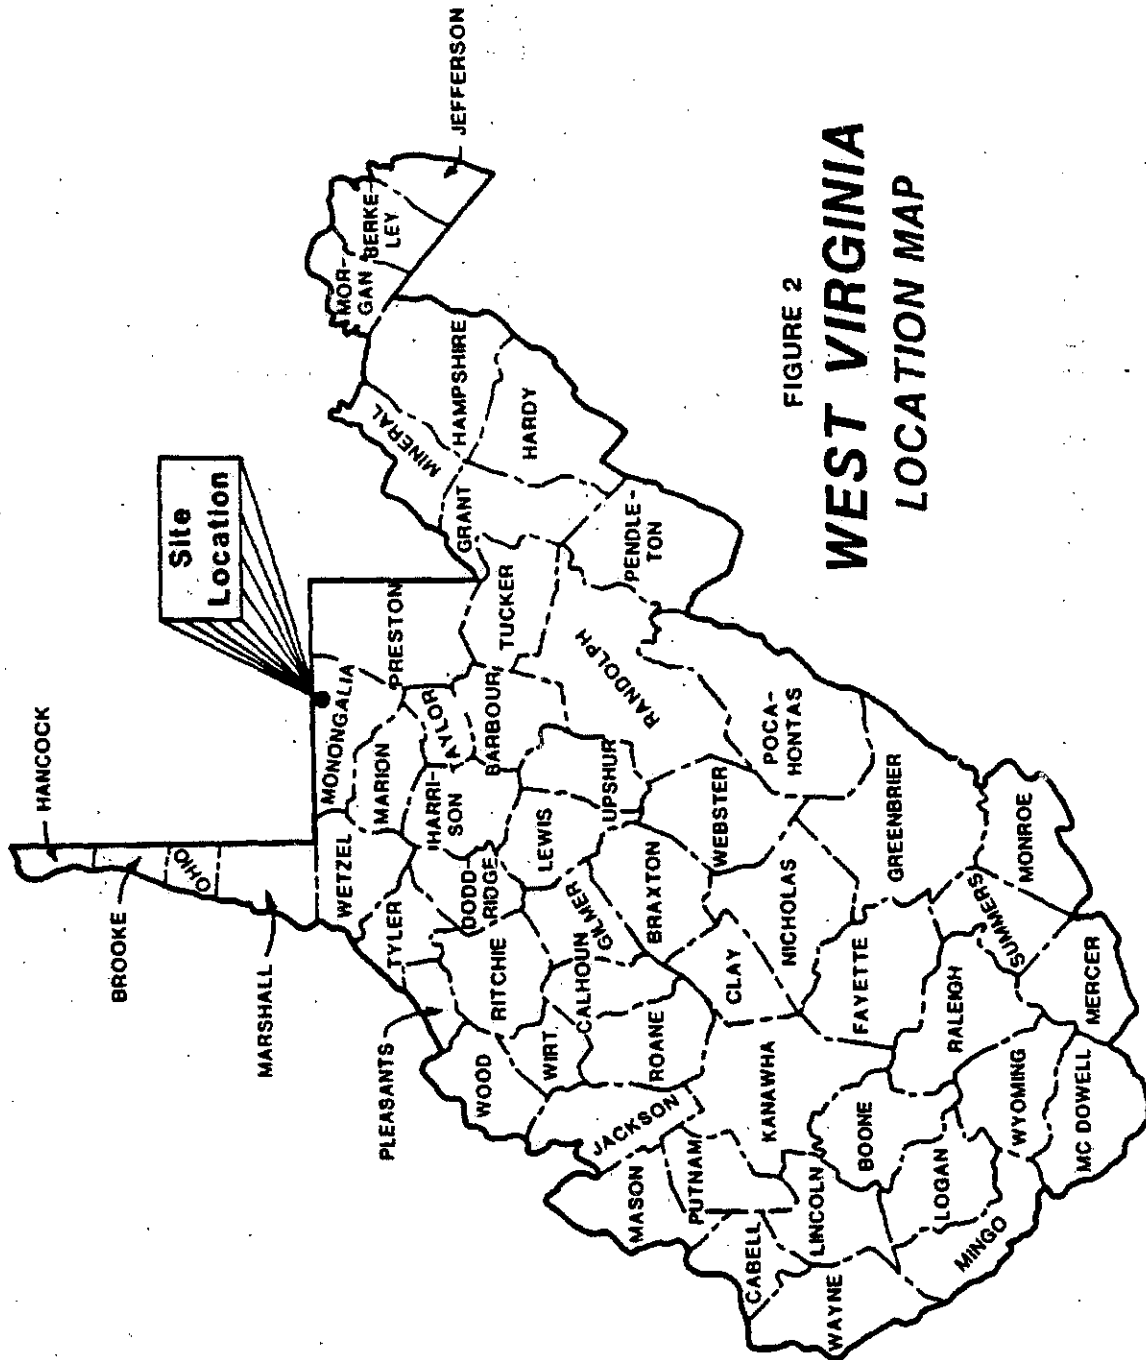 HANCOCK
BROOKE
OHIO
MARSHALL
Site
Location
WETZEL
MONONGALIA
MARION
PRESTON
TYLER
PLEASANTS
DODD
RIDGE
HARRI-
SON
TAYLOR
BARBOUR
TUCKER
GRANT
MINERAL
HAMPSHIRE
HARDY
MOR-
GAN
BERKE-
LEY
JEFFERSON
PENDLE-
TON
RANDOLPH
UPSHUR
LEWIS
GILMER
CALHOUN
RITCHIE
WIRT
WOOD
JACKSON
ROANE
BRAXTON
WEBSTER
POCA-
HONTAS
CLAY
NICHOLAS
GREENBRIER
KANAWHA
MASON
PUTNAM
CABELL
LINCOLN
WAYNE
BOONE
LOGAN
MINGO
FAYETTE
RALEIGH
SUMMERS
MONROE
WYOMING
MERCER
MC DOWELL
FIGURE 2
WEST VIRGINIA
LOCATION MAP